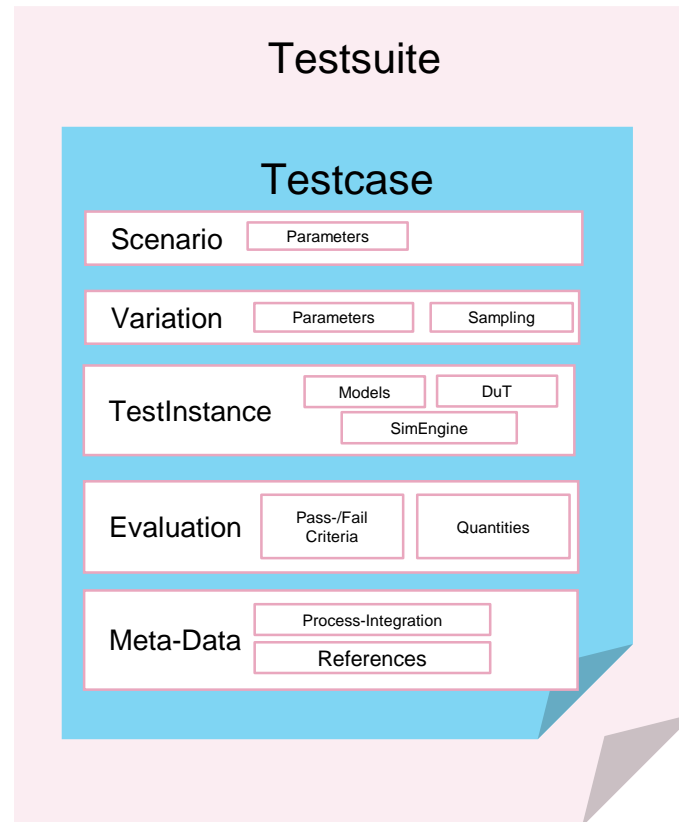 Testsuite
Testcase
Scenario
Parameters
Variation
Parameters
Sampling
TestInstance
Models
DuT
SimEngine
Evaluation
Pass-/Fail
Criteria
Quantities
Meta-Data
Process-Integration
References